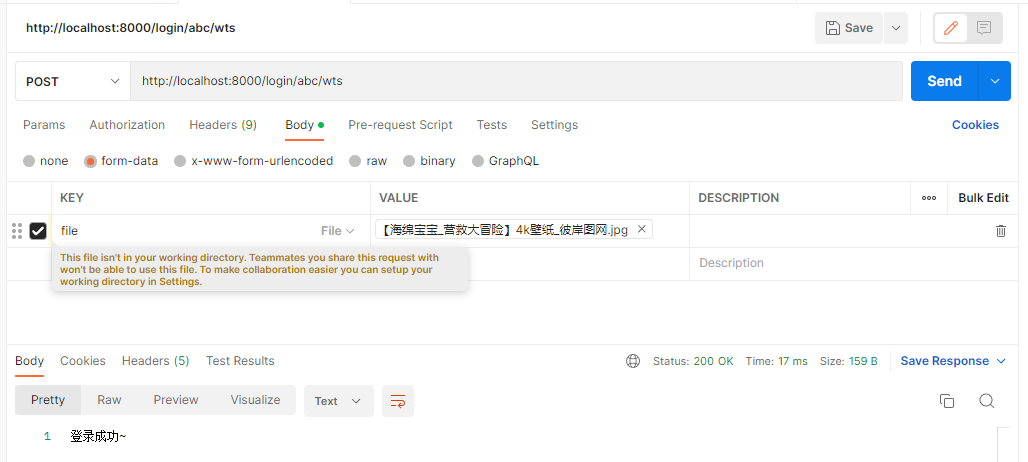 http://localhost:8000/login/abc/wts
Save
POST
http://localhost:8000/login/abc/wts
Send
Params Authorization Headers (9) Body Pre-request Script Tests Settings Cookies
none form-data x-www-form-urlencoded raw binary GraphQL
KEY VALUE DESCRIPTION Bulk Edit
file File 【海绵宝宝_营救大冒险】4k壁纸_彼岸图网.jpg
This file isn't in your working directory. Teammates you share this request with
won't be able to use this file. To make collaboration easier you can setup your
working directory in Settings.
Description
Body Cookies Headers (5) Test Results Status: 200 OK Time: 17 ms Size: 159 B Save Response
Pretty Raw Preview Visualize Text
1 登录成功~